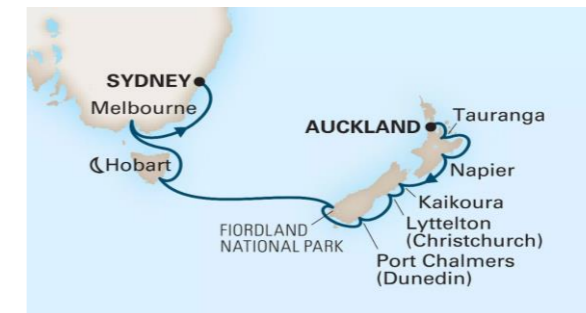 SYDNEY
Melbourne
Hobart
AUCKLAND
Tauranga
Napier
Kaikoura
Lyttelton
(Christchurch)
Port Chalmers
(Dunedin)
FIORDLAND
NATIONAL PARK